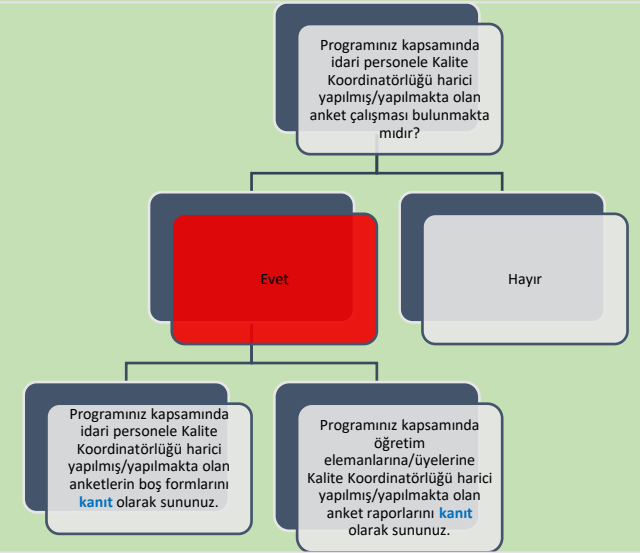 Programınız kapsamında
idari personele Kalite
Koordinatörlüğü harici
yapılmış/yapılmakta olan
anket çalışması bulunmakta
mıdır?
Evet
Hayır
Programınız kapsamında
idari personele Kalite
Koordinatörlüğü harici
yapılmış/yapılmakta olan
anketlerin boş formlarını
kanıt olarak sununuz.
Programınız kapsamında
öğretim
elemanlarına/üyelerine
Kalite Koordinatörlüğü harici
yapılmış/yapılmakta olan
anket raporlarını kanıt
olarak sununuz.